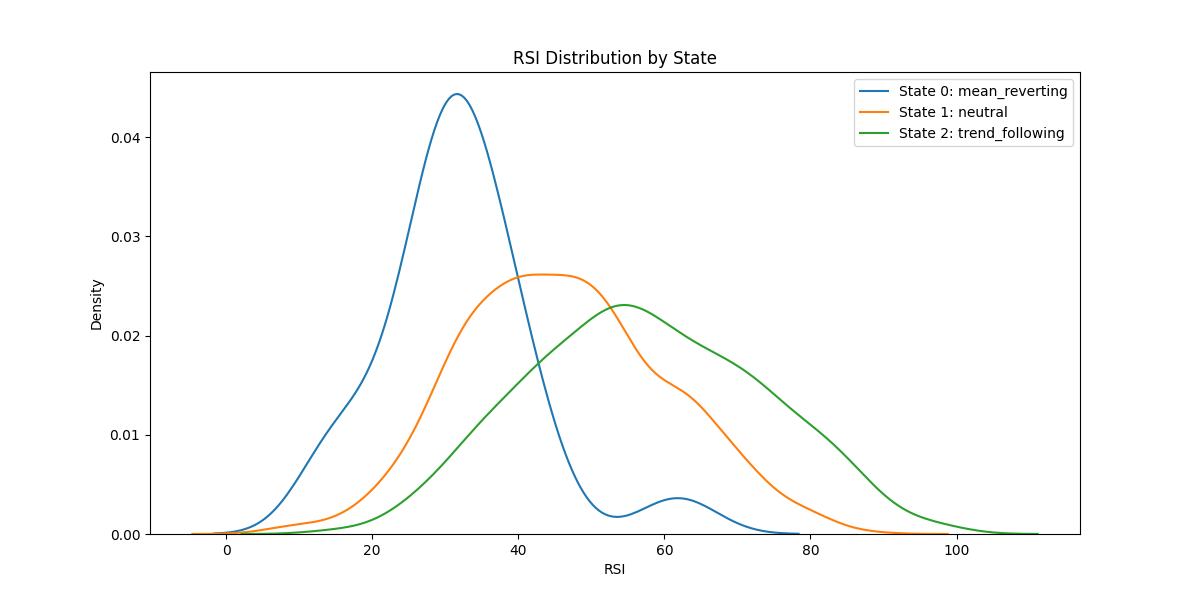 RSI Distribution by State
State 0: mean_reverting
State 1: neutral
State 2: trend_following
Density
0.04
0.03
0.02
0.01
0.00
0 20 40 60 80 100
RSI